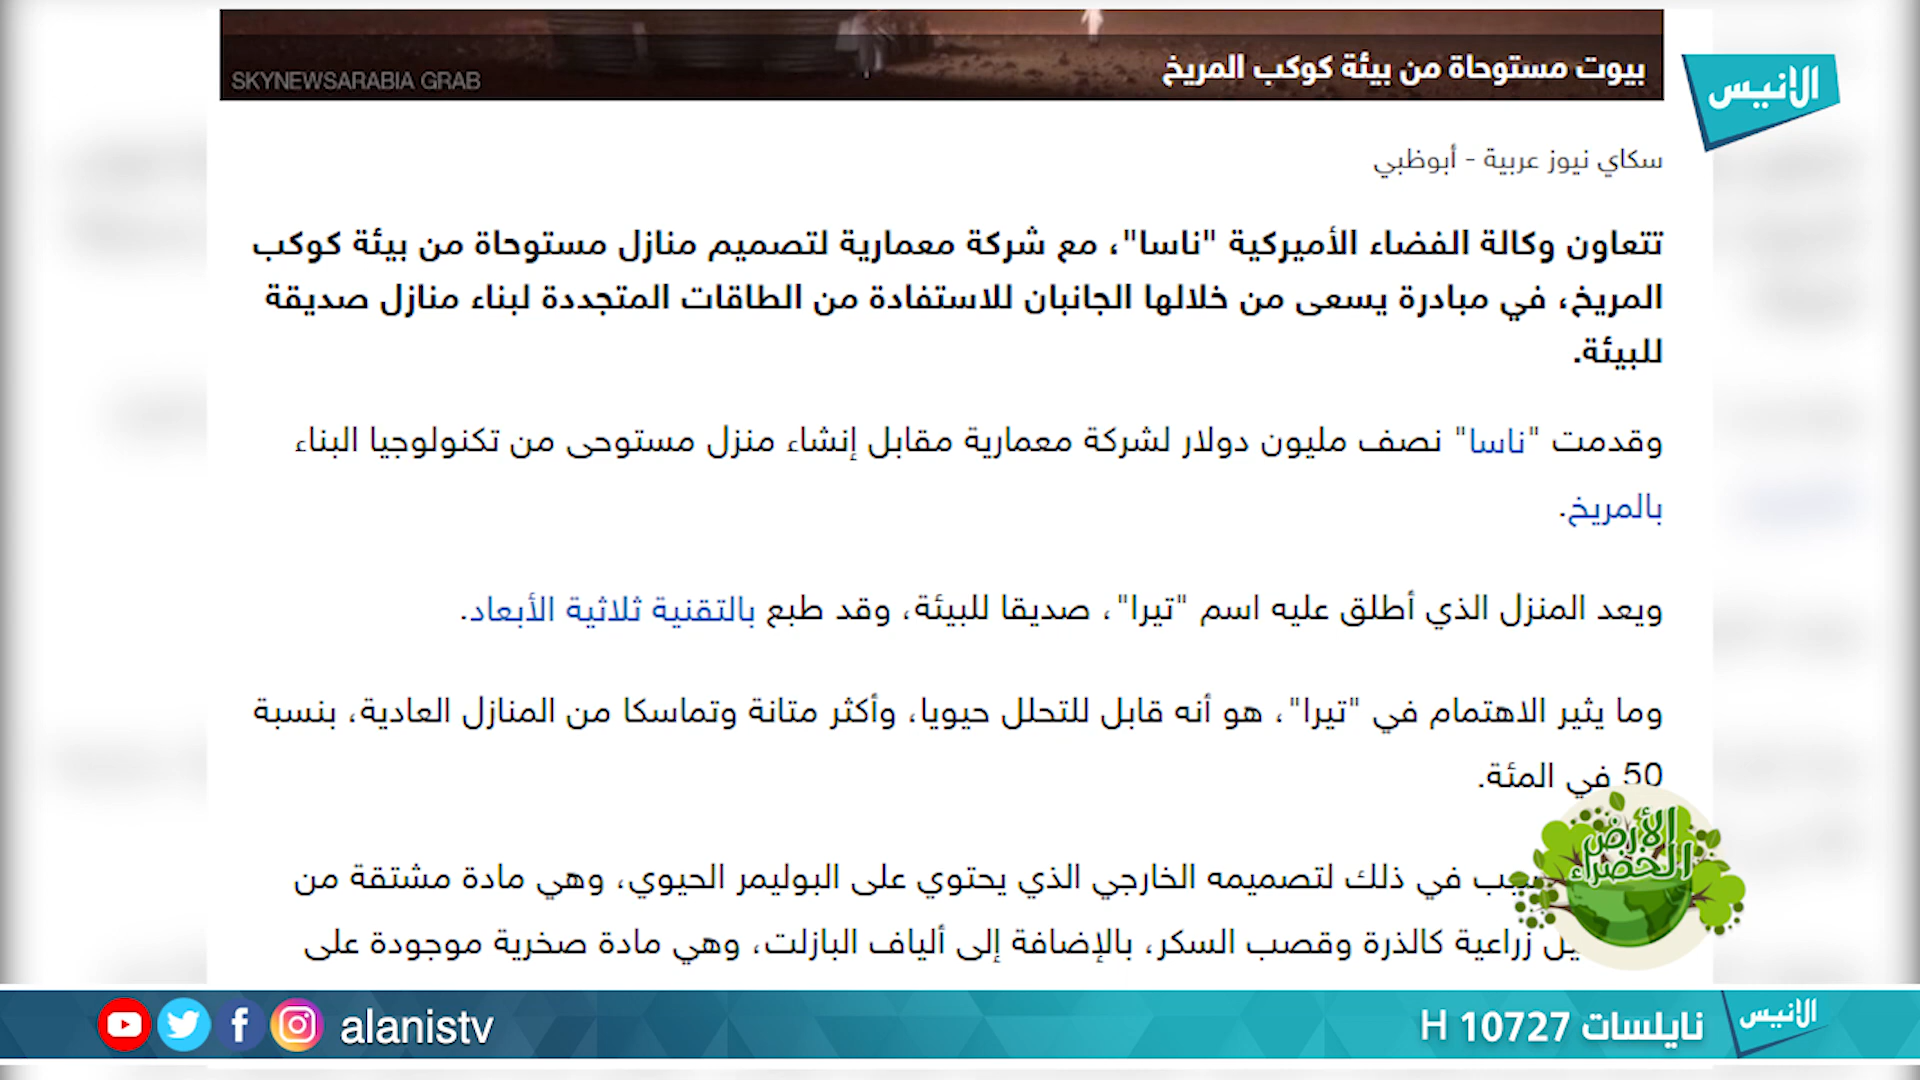 بيوت مستوحاة من بيئة كوكب المريخ
SKYNEWSARABIA GRAB
الانيس
سكاي نيوز عربية - أبوظبي
تتعاون وكالة الفضاء الأميركية "ناسا"، مع شركة معمارية لتصميم منازل مستوحاة من بيئة كوكب
المريخ، في مبادرة يسعى من خلالها الجانبان للاستفادة من الطاقات المتجددة لبناء منازل صديقة
للبيئة.
وقدمت "ناسا" نصف مليون دولار لشركة معمارية مقابل إنشاء منزل مستوحى من تكنولوجيا البناء
بالمريخ.
ويعد المنزل الذي أطلق عليه اسم "تيرا"، صديقا للبيئة، وقد طبع بالتقنية ثلاثية الأبعاد.
وما يثير الاهتمام في "تيرا"، هو أنه قابل للتحلل حيويا، وأكثر متانة وتماسكا من المنازل العادية، بنسبة
50 في المئة.
الأرض
الخضراء
في ذلك لتصميمه الخارجي الذي يحتوي على البوليمر الحيوي، وهي مادة مشتقة من
زراعية كالذرة وقصب السكر، بالإضافة إلى ألياف البازلت، وهي مادة صخرية موجودة على
alanistv
نايلسات 10727 H
الانيس